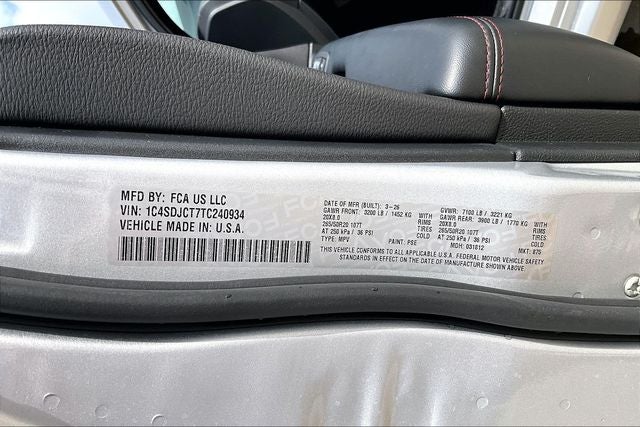 MFD BY: FCA US LLC
VIN: 1C4SDJCT7TC240934
VEHICLE MADE IN: U.S.A.
DATE OF MFR (BUILT): 3-26 GVW: 7100 LB / 3221 KG
GAWR FRONT: 3200 LB / 1452 KG WITH GAWR REAR: 3900 LB / 1770 KG WITH
20X8.0 RIMS 20X8.0 RIMS
265/50R20 107T TIRES 265/50R20 107T TIRES
AT 250 kPa / 36 PSI COLD AT 250 kPa / 36 PSI COLD
TYPE: MPV PAINT: PSE MDH: 031812 MKT: 875
THIS VEHICLE CONFORMS TO ALL APPLICABLE U.S.A. FEDERAL MOTOR VEHICLE SAFETY
STANDARDS IN EFFECT ON THE DATE OF MANUFACTURE SHOWN ABOVE.